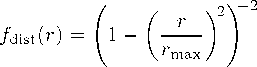 f_dist(r) = (1 − (r / r_max)²)⁻²